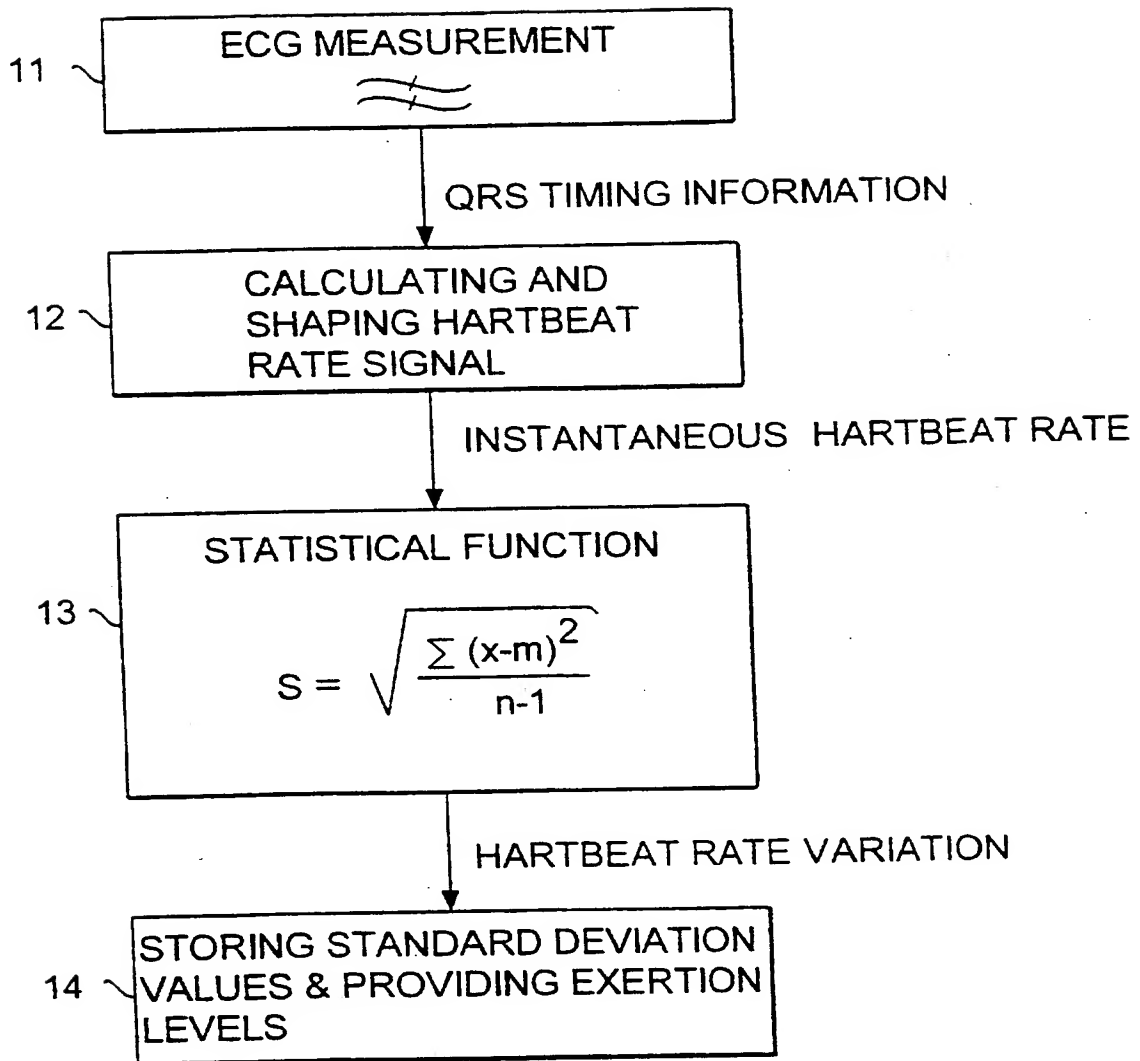 ECG MEASUREMENT
11
QRS TIMING INFORMATION
CALCULATING AND
SHAPING HARTBEAT
RATE SIGNAL
12
INSTANTANEOUS HARTBEAT RATE
STATISTICAL FUNCTION
13
S = √(Σ (x-m)² / n-1)
HARTBEAT RATE VARIATION
STORING STANDARD DEVIATION
VALUES & PROVIDING EXERTION
LEVELS
14